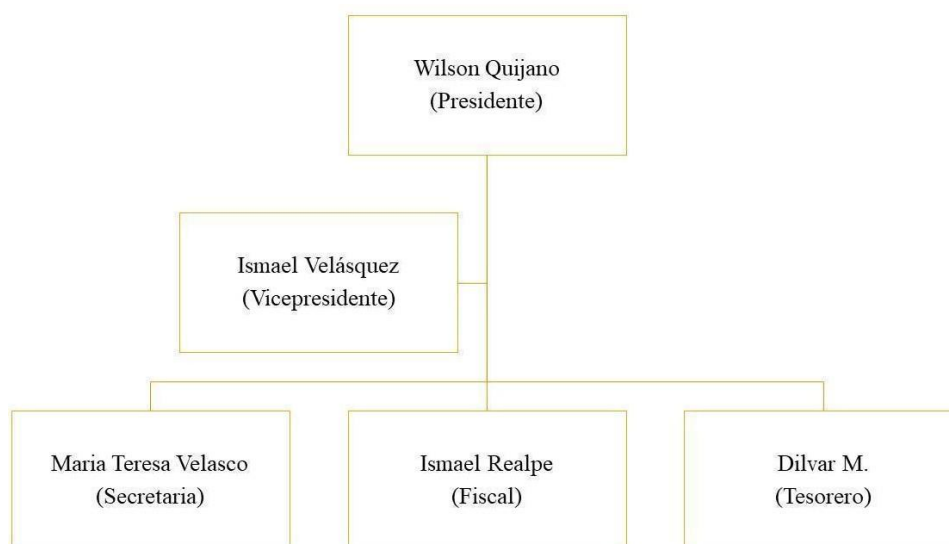 Wilson Quijano
(Presidente)
Ismael Velásquez
(Vicepresidente)
Maria Teresa Velasco
(Secretaria)
Ismael Realpe
(Fiscal)
Dilvar M.
(Tesorero)